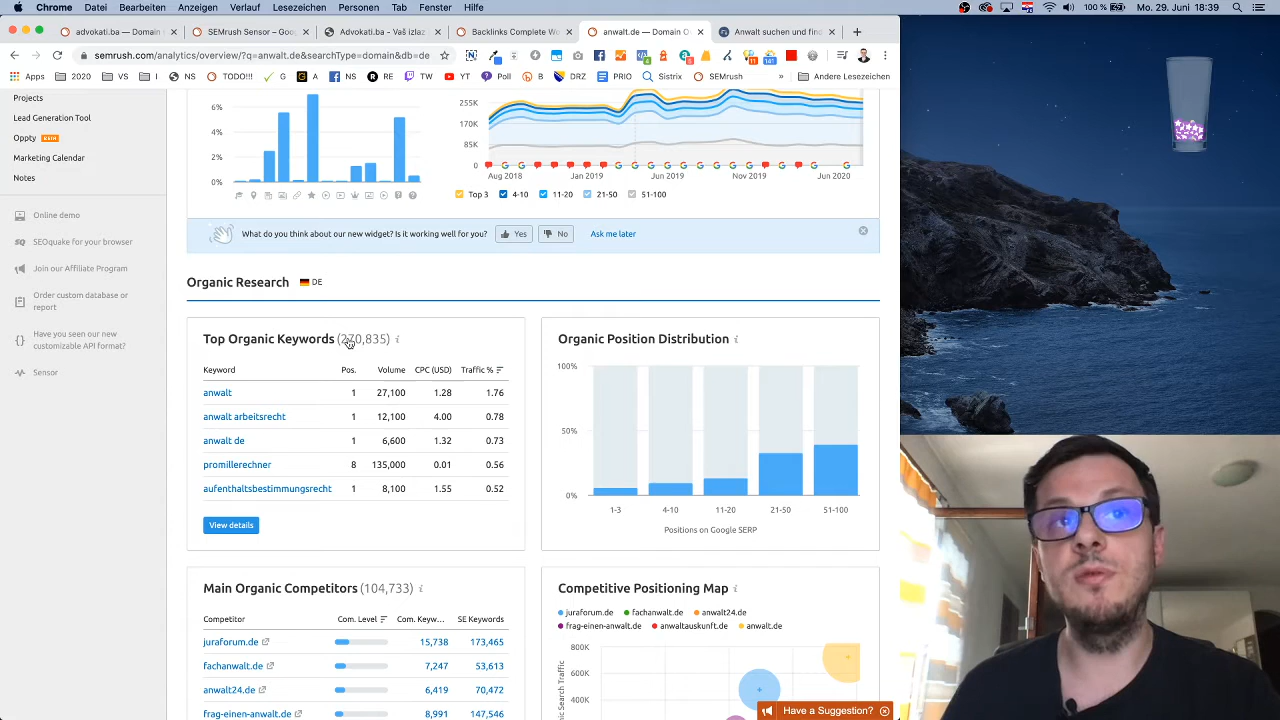 Chrome Datei Bearbeiten Anzeigen Verlauf Lesezeichen Personen Tab Fenster Hilfe
100 % Mo. 29. Juni 18:39
advokati.ba – Domain
SEMrush Sensor – Goo
Advokati.ba - Vaš izlaz
Backlinks Complete Wo
anwalt.de — Domain O
Anwalt suchen und find
semrush.com/analytics/overview/?q=anwalt.de&searchType=domain&db=de
Apps 2020 VS I NS TODO!!! G A NS RE TW YT Poll B DRZ PRIO Sistrix SEMrush » Andere Lesezeichen
Projects
Lead Generation Tool
Oppty
Marketing Calendar
Notes
Online demo
SEOquake for your browser
Join our Affiliate Program
Order custom database or
report
Have you seen our new
customizable API format?
Sensor
6%
4%
2%
0%
255K
170K
85K
0
Aug 2018 Jan 2019 Jun 2019 Nov 2019 Jun 2020
Top 3 4-10 11-20 21-50 51-100
What do you think about our new widget? Is it working well for you? Yes No Ask me later
Organic Research DE
Top Organic Keywords (270,835) i
Keyword Pos. Volume CPC (USD) Traffic %
anwalt 1 27,100 1.28 1.76
anwalt arbeitsrecht 1 12,100 4.00 0.78
anwalt de 1 6,600 1.32 0.73
promillerechner 8 135,000 0.01 0.56
aufenthaltsbestimmungsrecht 1 8,100 1.55 0.52
View details
Organic Position Distribution i
100%
50%
0%
1-3 4-10 11-20 21-50 51-100
Positions on Google SERP
Main Organic Competitors (104,733) i
Competitor Com. Level Com. Keyw... SE Keywords
juraforum.de 15,738 173,465
fachanwalt.de 7,247 53,613
anwalt24.de 6,419 70,472
frag-einen-anwalt.de 8,991 147,546
Competitive Positioning Map i
juraforum.de fachanwalt.de anwalt24.de
frag-einen-anwalt.de anwaltauskunft.de anwalt.de
800K
600K
400K
ic Search Traffic
Have a Suggestion?